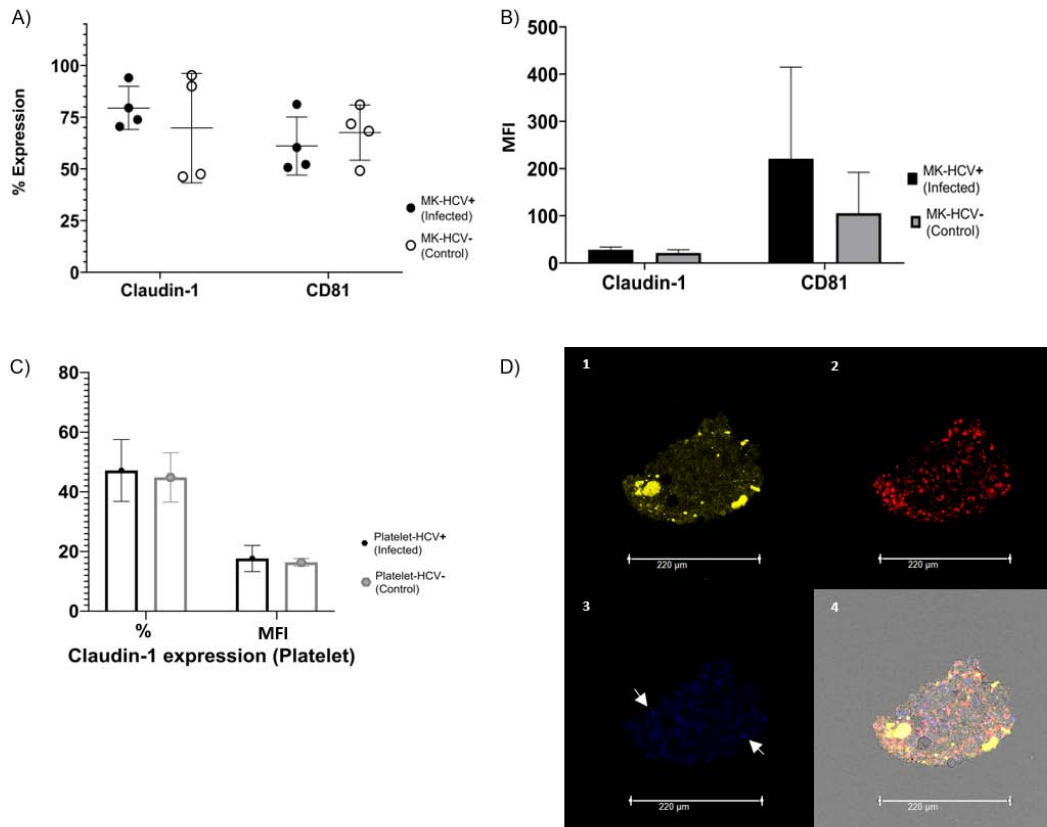 A)
% Expression
100
75
50
25
0
Claudin-1
CD81
MK-HCV+
(Infected)
MK-HCV-
(Control)
B)
MFI
500
400
300
200
100
0
Claudin-1
CD81
MK-HCV+
(Infected)
MK-HCV-
(Control)
C)
80
60
40
20
0
%
MFI
Claudin-1 expression (Platelet)
Platelet-HCV+
(Infected)
Platelet-HCV-
(Control)
D)
1
220 µm
2
220 µm
3
220 µm
4
220 µm